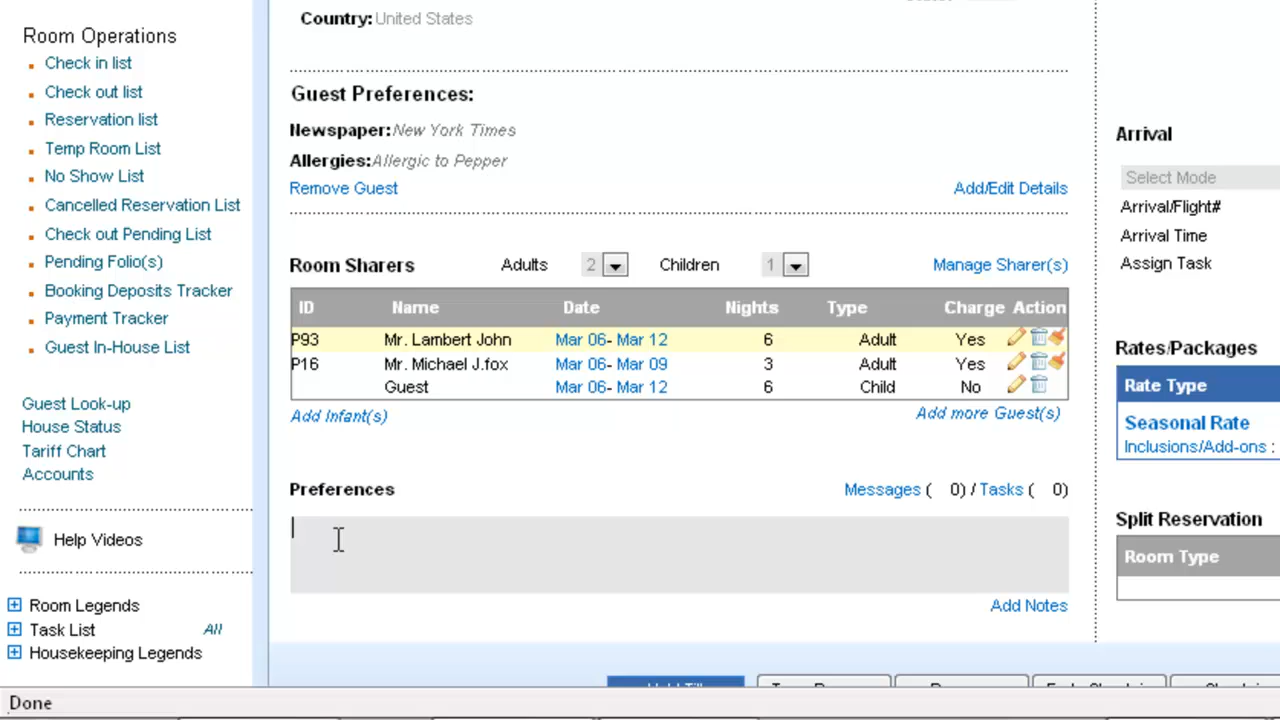 Room Operations
Check in list
Check out list
Reservation list
Temp Room List
No Show List
Cancelled Reservation List
Check out Pending List
Pending Folio(s)
Booking Deposits Tracker
Payment Tracker
Guest In-House List
Guest Look-up
House Status
Tariff Chart
Accounts
Help Videos
Room Legends
Task List All
Housekeeping Legends
Country: United States
Guest Preferences:
Newspaper: New York Times
Allergies: Allergic to Pepper
Remove Guest Add/Edit Details
Room Sharers Adults 2 Children 1 Manage Sharer(s)
ID Name Date Nights Type Charge Action
P93 Mr. Lambert John Mar 06- Mar 12 6 Adult Yes
P16 Mr. Michael J.fox Mar 06- Mar 09 3 Adult Yes
Guest Mar 06- Mar 12 6 Child No
Add Infant(s) Add more Guest(s)
Preferences Messages ( 0) / Tasks ( 0)
Add Notes
Arrival
Select Mode
Arrival/Flight#
Arrival Time
Assign Task
Rates/Packages
Rate Type
Seasonal Rate
Inclusions/Add-ons :
Split Reservation
Room Type
Done